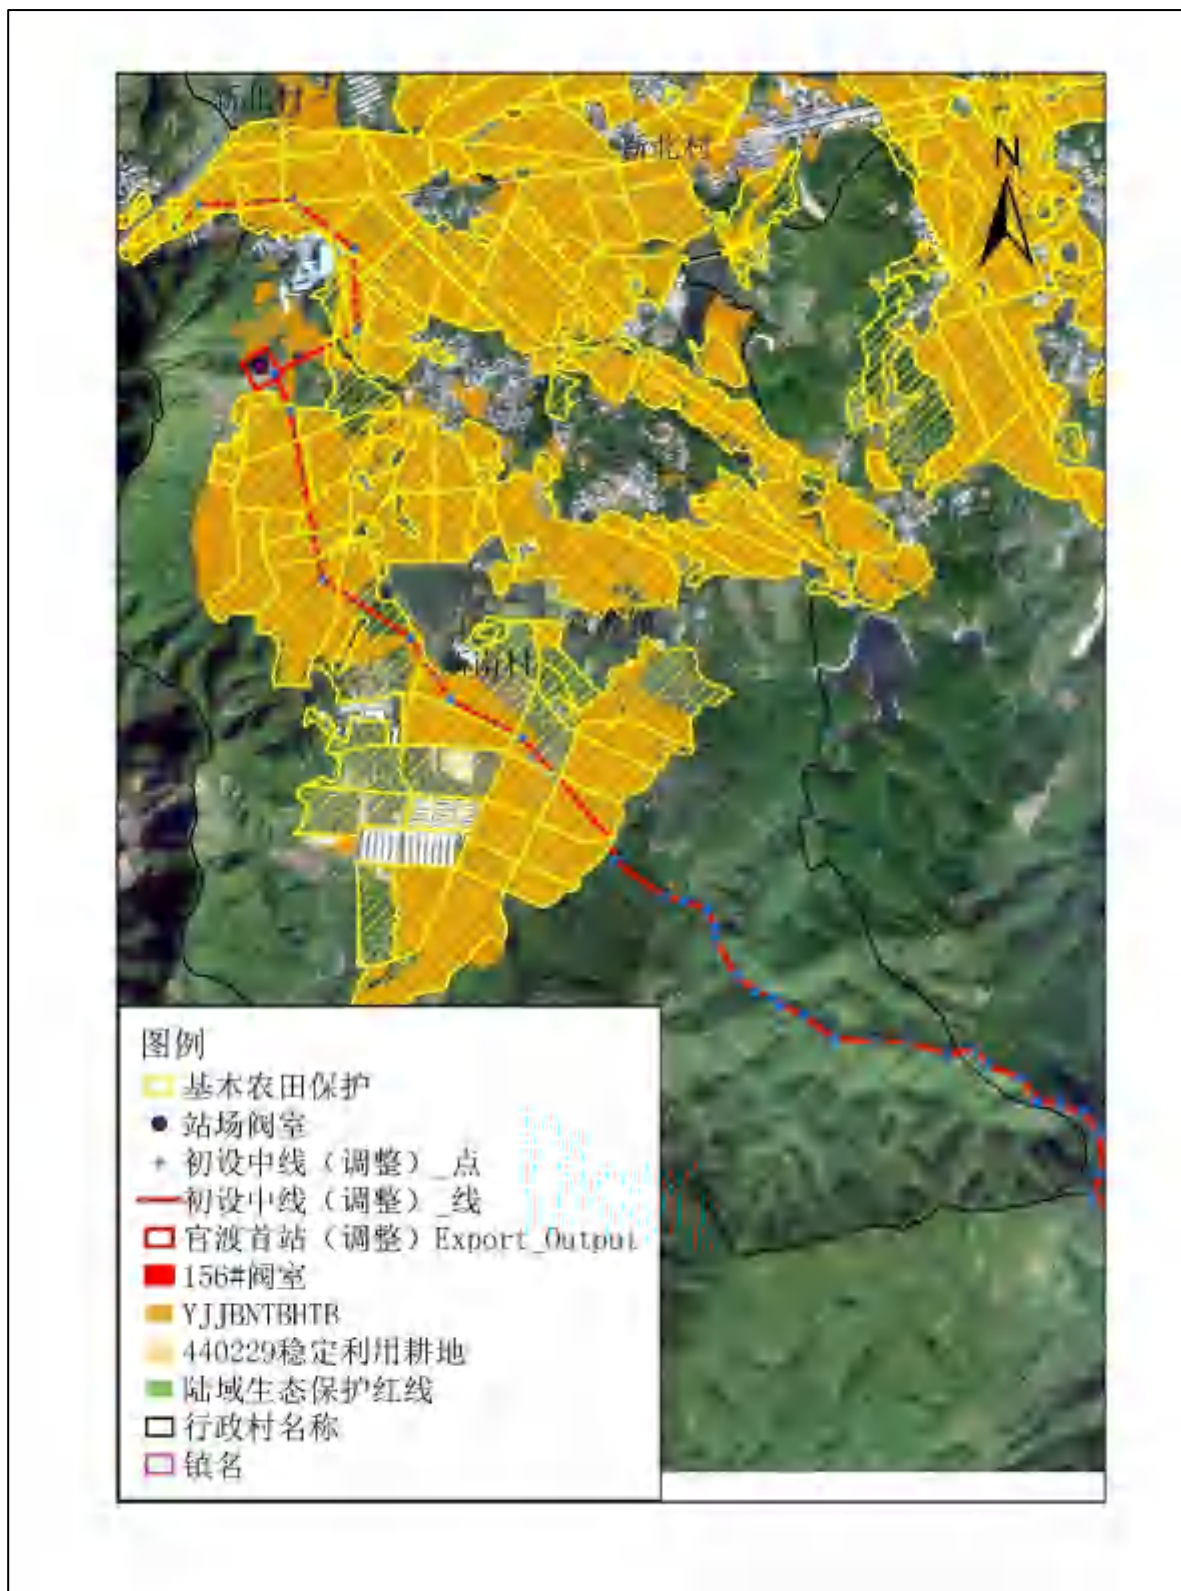 新北村
新北村
N
图例
基本农田保护
站场阀室
初设中线（调整）_点
初设中线（调整）_线
官渡首站（调整）Export_Output
156#阀室
YJJBNTBHTB
440229稳定利用耕地
陆域生态保护红线
行政村名称
镇名